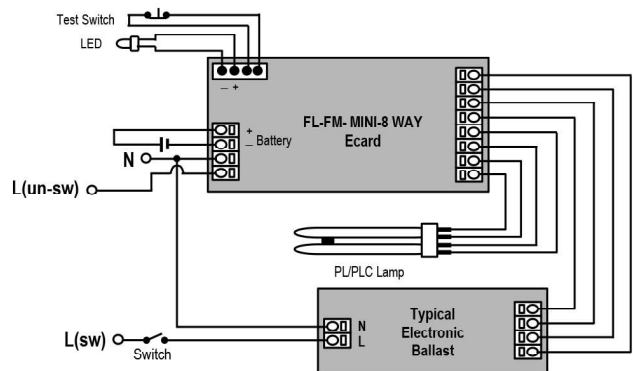 Test Switch
LED
– +
FL-FM- MINI-8 WAY
Ecard
+
– Battery
N
L(un-sw)
PL/PLC Lamp
Typical
Electronic
Ballast
N
L
L(sw)
Switch